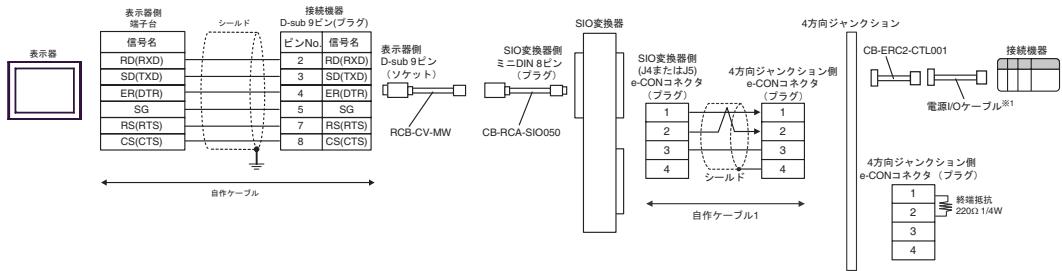 表示器
表示器側
端子台
信号名
RD(RXD)
SD(TXD)
ER(DTR)
SG
RS(RTS)
CS(CTS)
シールド
接続機器
D-sub 9ピン(プラグ)
ピンNo. 信号名
2 RD(RXD)
3 SD(TXD)
4 ER(DTR)
5 SG
7 RS(RTS)
8 CS(CTS)
自作ケーブル
表示器側
D-sub 9ピン
（ソケット）
RCB-CV-MW
SIO変換器側
ミニDIN 8ピン
（プラグ）
CB-RCA-SIO050
SIO変換器
SIO変換器側
(J4またはJ5)
e-CONコネクタ
（プラグ）
1
2
3
4
シールド
4方向ジャンクション側
e-CONコネクタ
（プラグ）
1
2
3
4
自作ケーブル1
4方向ジャンクション
CB-ERC2-CTL001
電源I/Oケーブル※1
接続機器
4方向ジャンクション側
e-CONコネクタ（プラグ）
1
2
3
4
終端抵抗
220Ω 1/4W